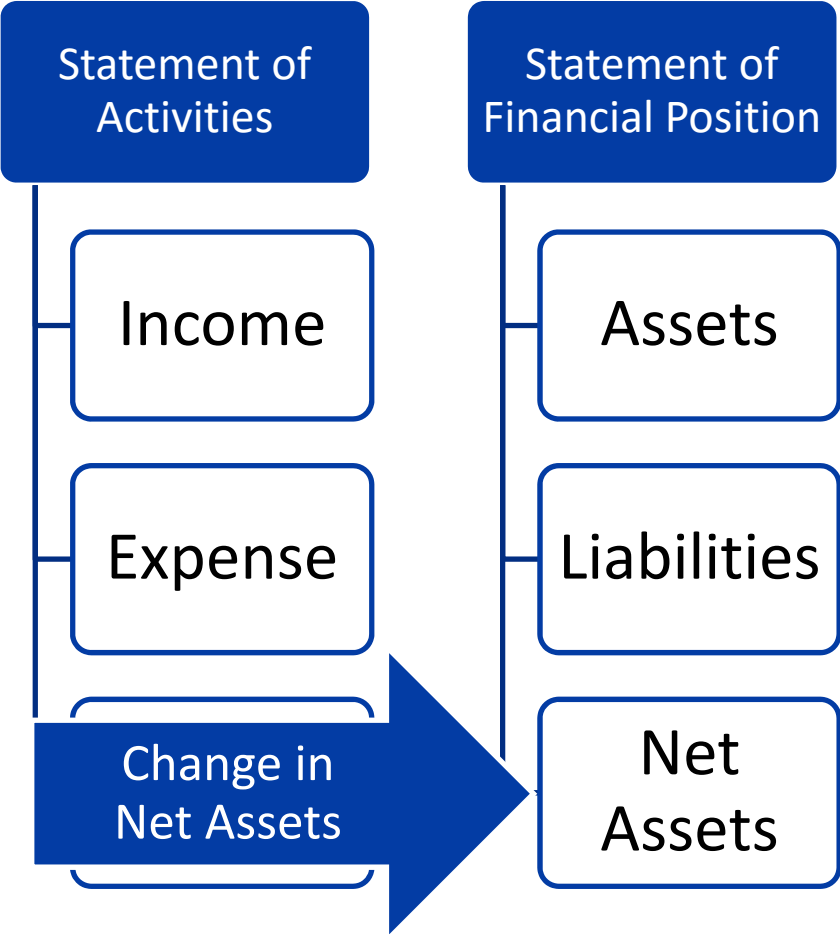 Statement of
Activities
Income
Expense
Change in
Net Assets
Statement of
Financial Position
Assets
Liabilities
Net
Assets